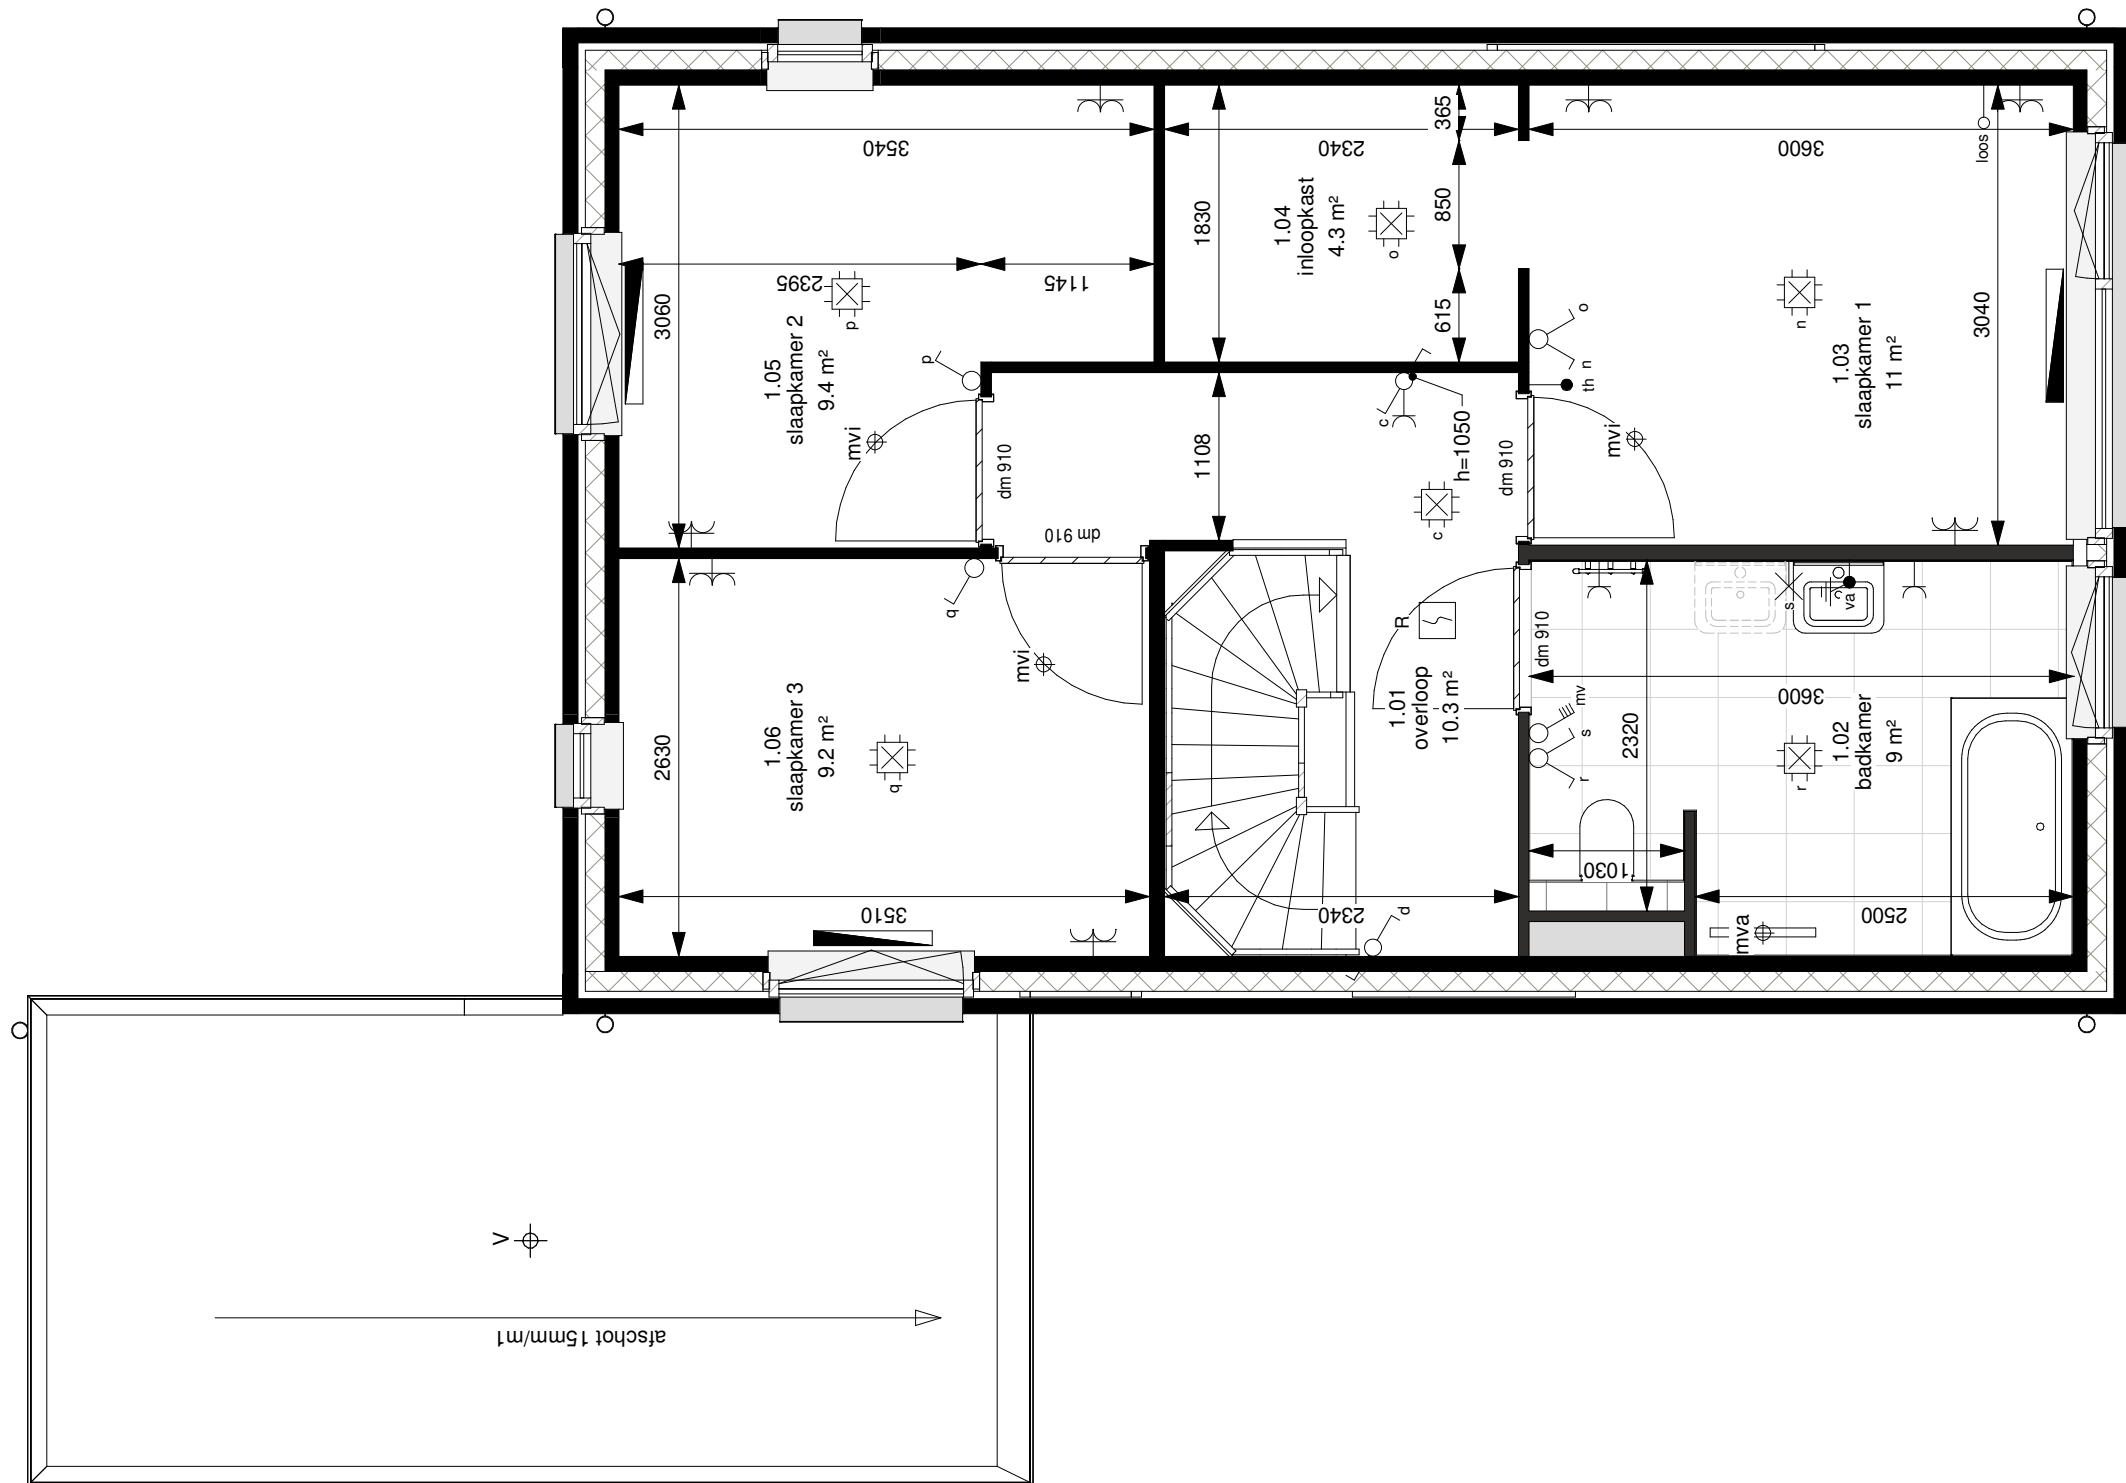 3540
2340
365
3600
loos
1.04
inloopkast
4.3 m²
o
1830
850
3060
2395
1145
p
1.05
slaapkamer 2
9.4 m²
p
615
o
n
th
n
1.03
slaapkamer 1
11 m²
3040
mvi
dm 910
1108
c
h=1050
c
dm 910
mvi
dm 910
q
mvi
1.06
slaapkamer 3
9.2 m²
q
2630
3510
R
1.01
overloop
10.3 m²
2340
d
dm 910
s
va
2320
mv
s
r
3600
1.02
badkamer
9 m²
r
1030
mva
2500
V
afschot 15mm/m1